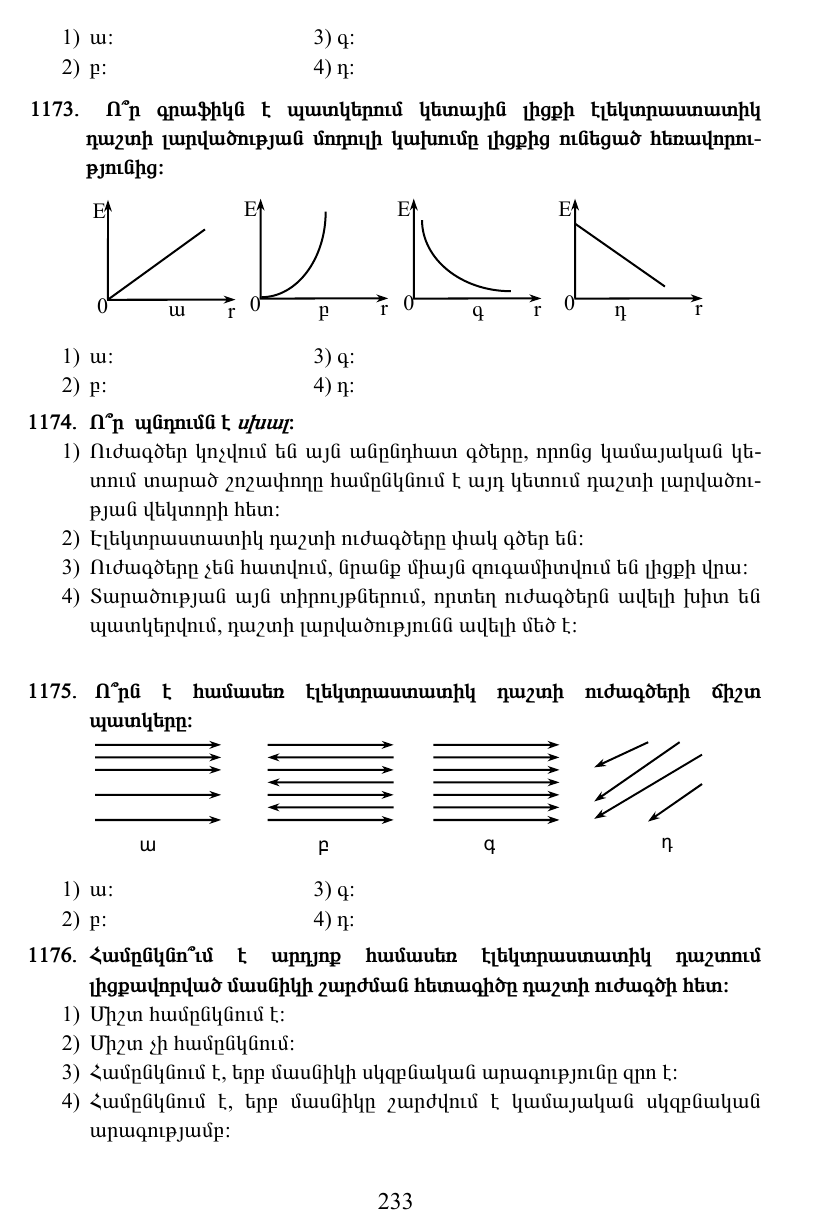 1) ա: 3) գ:
2) բ: 4) դ:
1173. Ո՞ր գրաֆիկն է պատկերում կետային լիցքի էլեկտրաստատիկ
դաշտի լարվածության մոդուլի կախումը լիցքից ունեցած հեռավորու-
թյունից:
E E E E
0 ա r 0 բ r 0 գ r 0 դ r
1) ա: 3) գ:
2) բ: 4) դ:
1174. Ո՞ր պնդումն է սխալ:
1) Ուժագծեր կոչվում են այն անընդհատ գծերը, որոնց կամայական կե-
տում տարած շոշափողը համընկնում է այդ կետում դաշտի լարվածու-
թյան վեկտորի հետ:
2) Էլեկտրաստատիկ դաշտի ուժագծերը փակ գծեր են:
3) Ուժագծերը չեն հատվում, նրանք միայն զուգամիտվում են լիցքի վրա:
4) Տարածության այն տիրույթներում, որտեղ ուժագծերն ավելի խիտ են
պատկերվում, դաշտի լարվածությունն ավելի մեծ է:
1175. Ո՞րն է համասեռ էլեկտրաստատիկ դաշտի ուժագծերի ճիշտ
պատկերը:
ա բ գ դ
1) ա: 3) գ:
2) բ: 4) դ:
1176. Համընկնո՞ւմ է արդյոք համասեռ էլեկտրաստատիկ դաշտում
լիցքավորված մասնիկի շարժման հետագիծը դաշտի ուժագծի հետ:
1) Միշտ համընկնում է:
2) Միշտ չի համընկնում:
3) Համընկնում է, երբ մասնիկի սկզբնական արագությունը զրո է:
4) Համընկնում է, երբ մասնիկը շարժվում է կամայական սկզբնական
արագությամբ:
233